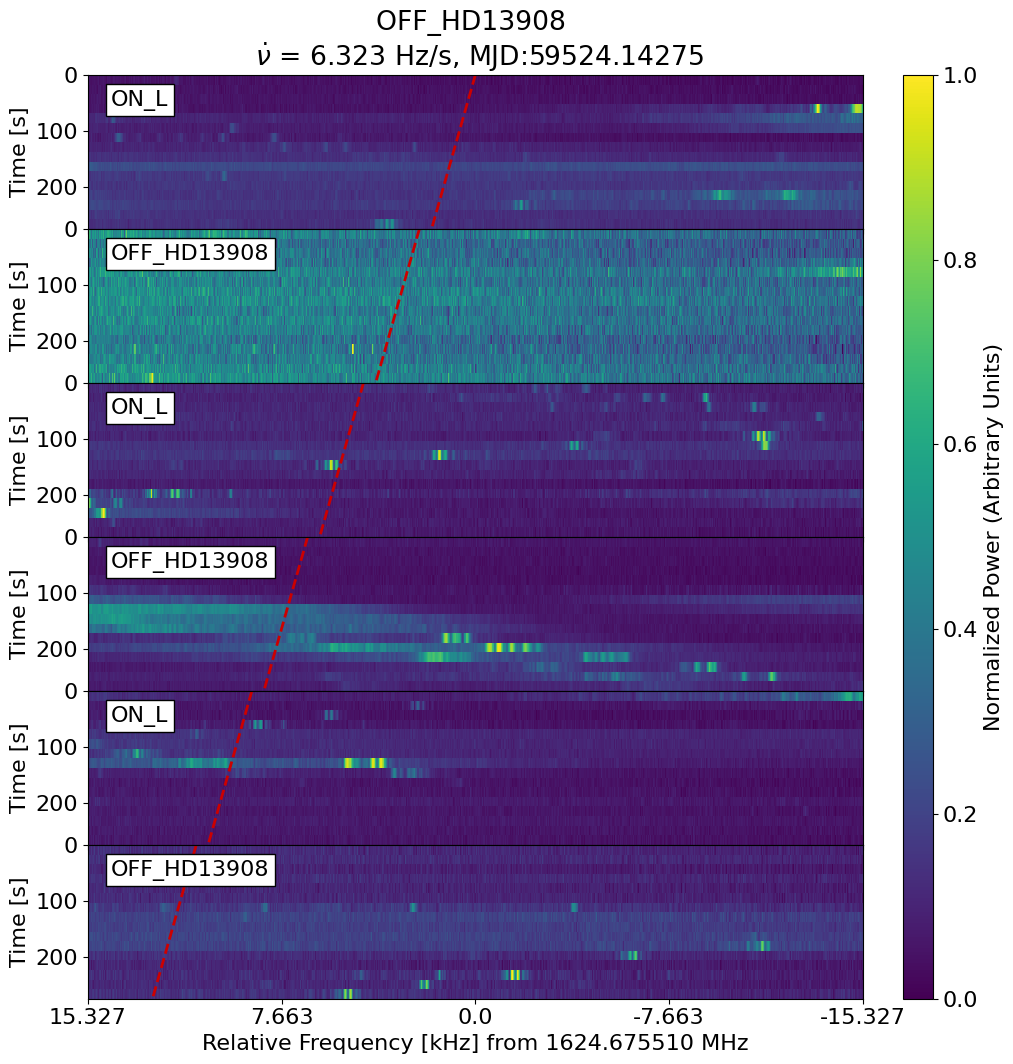 OFF_HD13908
ν̇ = 6.323 Hz/s, MJD:59524.14275
0
100
200
Time [s]
ON_L
0
100
200
Time [s]
OFF_HD13908
0
100
200
Time [s]
ON_L
0
100
200
Time [s]
OFF_HD13908
0
100
200
Time [s]
ON_L
0
100
200
Time [s]
OFF_HD13908
15.327 7.663 0.0 -7.663 -15.327
Relative Frequency [kHz] from 1624.675510 MHz
1.0
0.8
0.6
0.4
0.2
0.0
Normalized Power (Arbitrary Units)